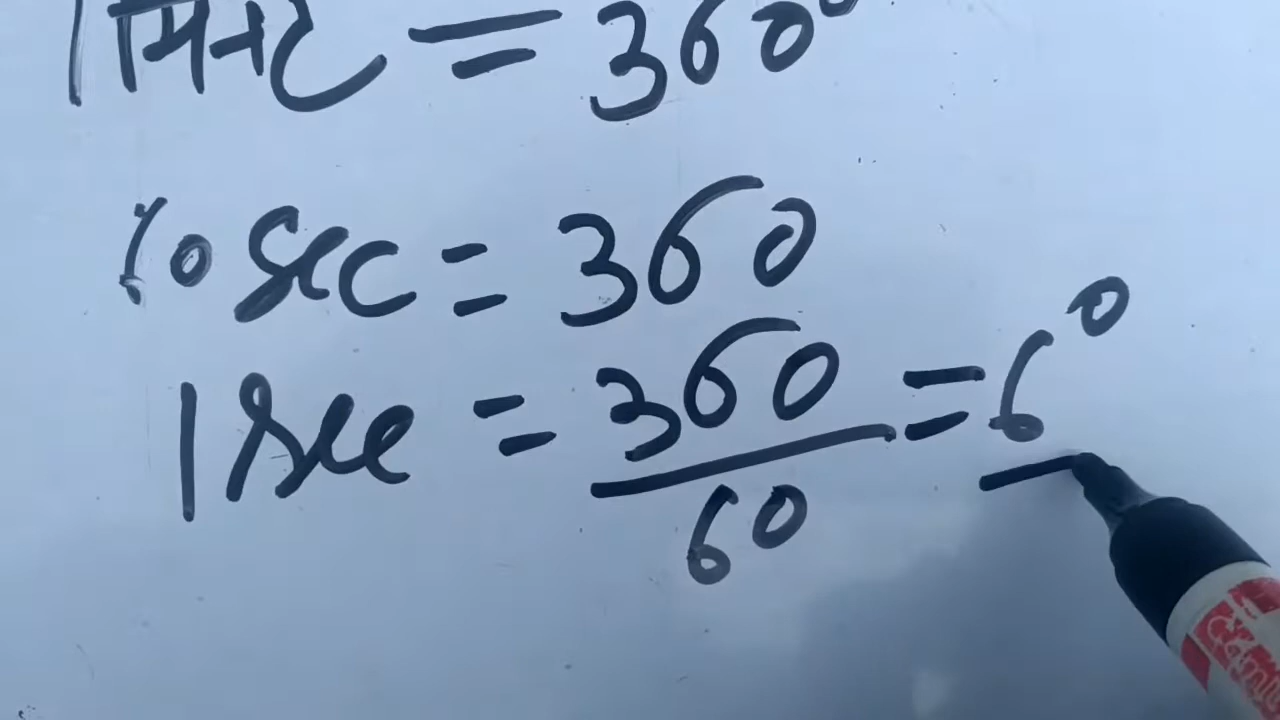 1 मिनट = 360°
60 Sec = 360
1 Sec = 360/60 = 6°